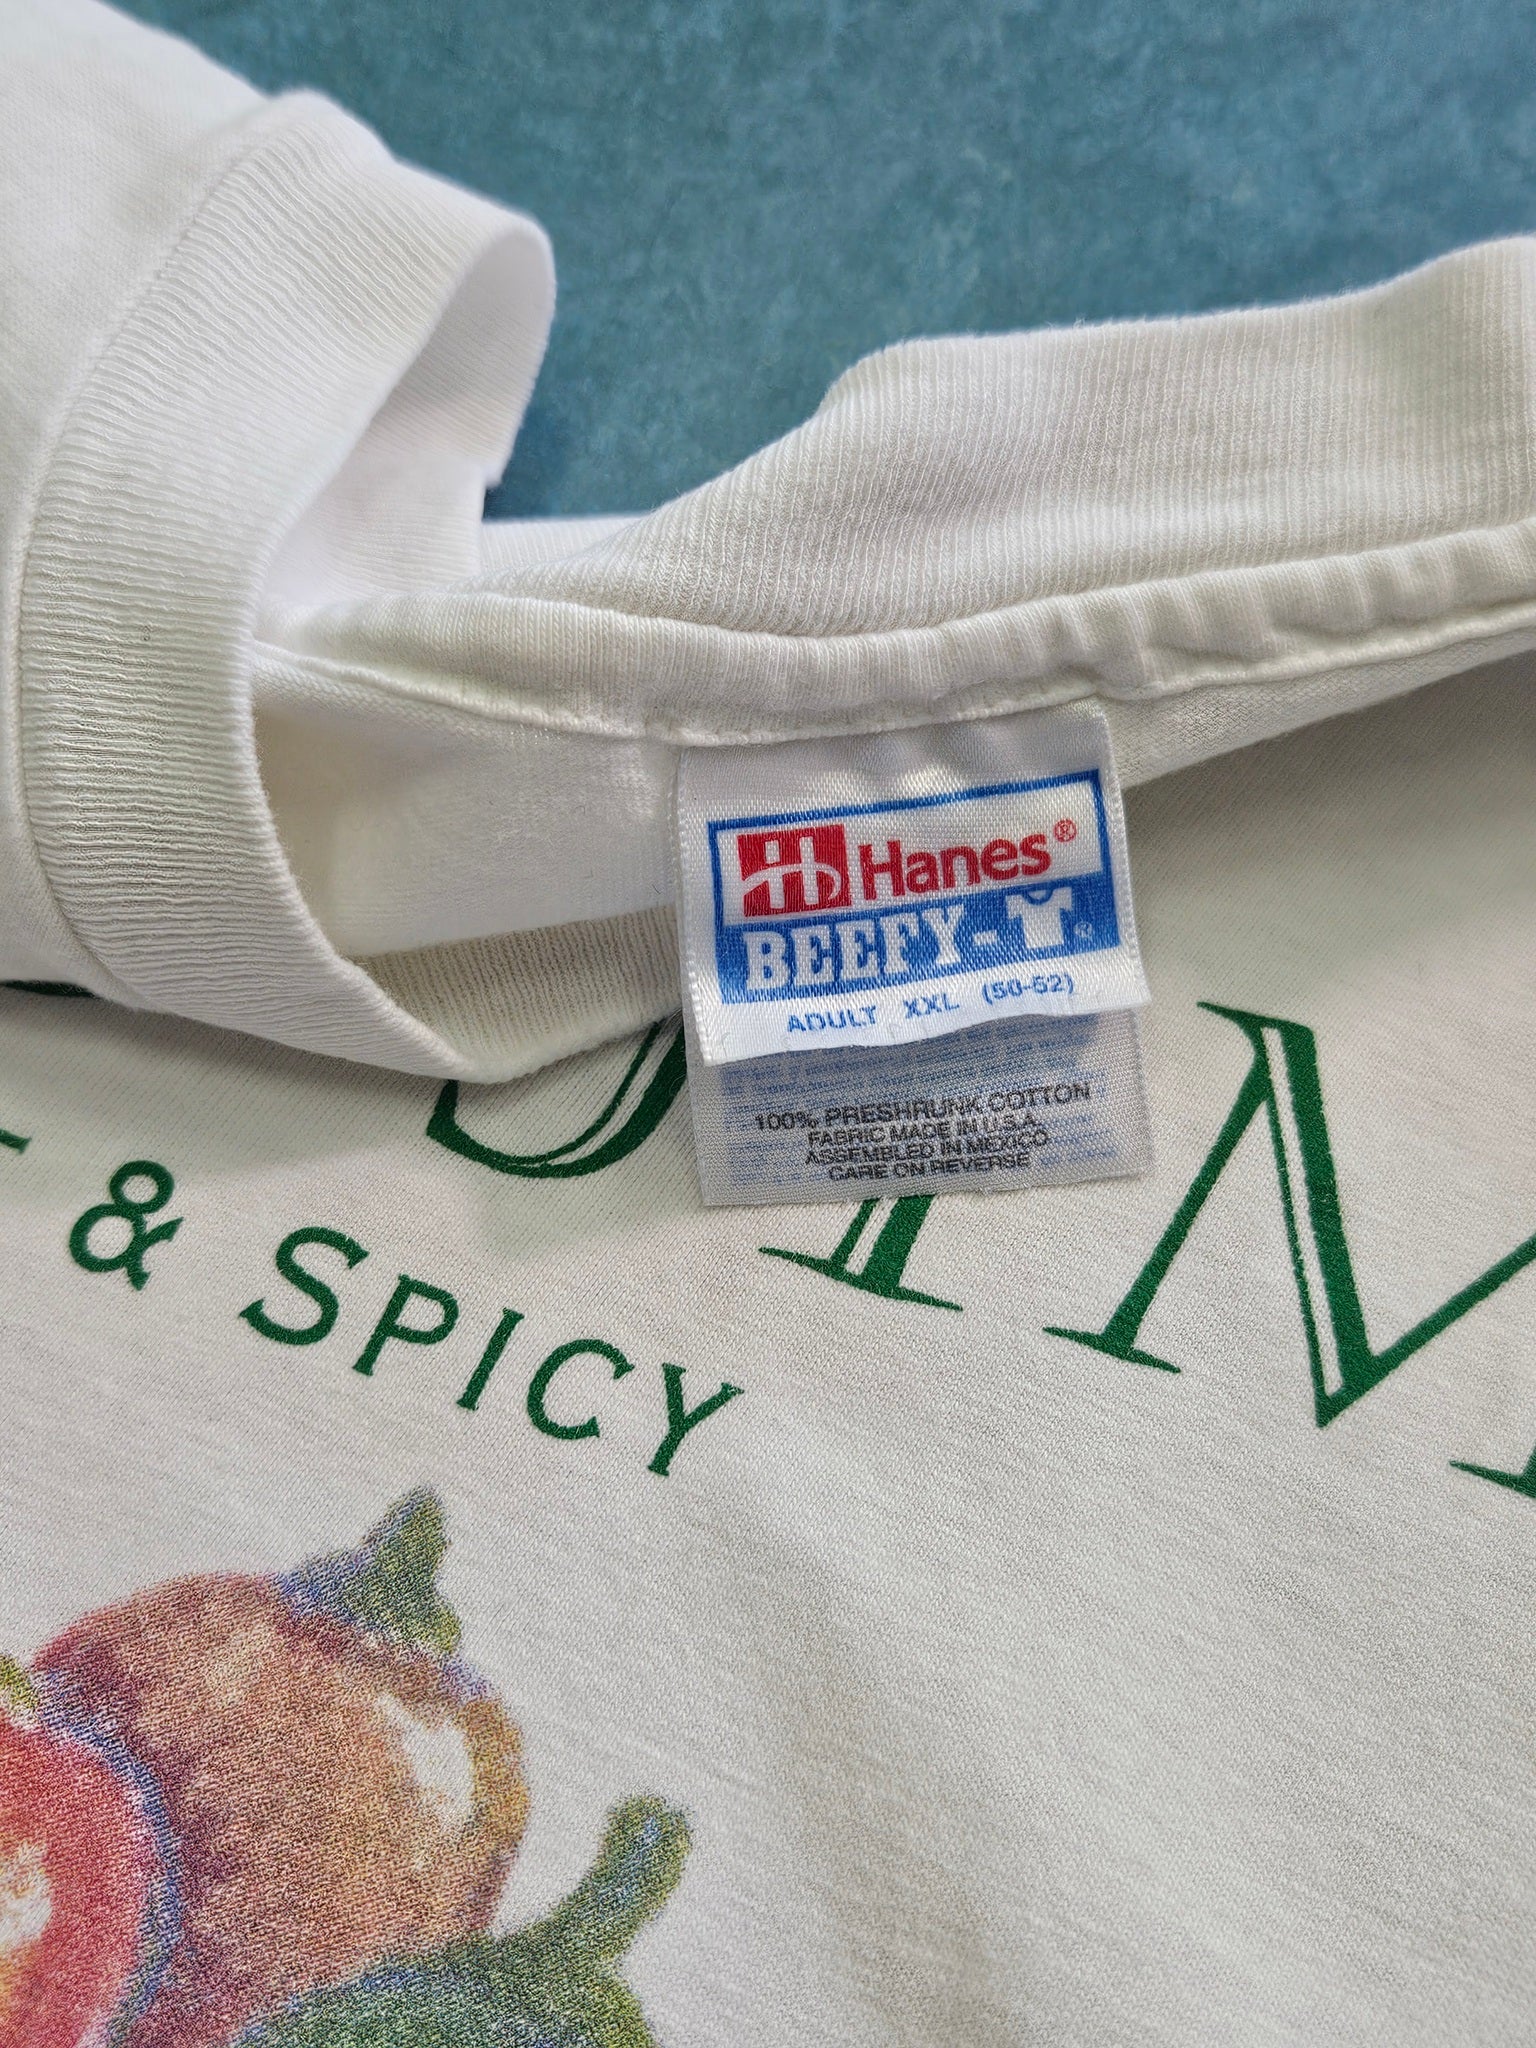 Hanes®
BEEFY-T®
ADULT XXL (50-52)
100% PRESHRUNK COTTON
FABRIC MADE IN U.S.A.
ASSEMBLED IN MEXICO
CARE ON REVERSE
& SPICY